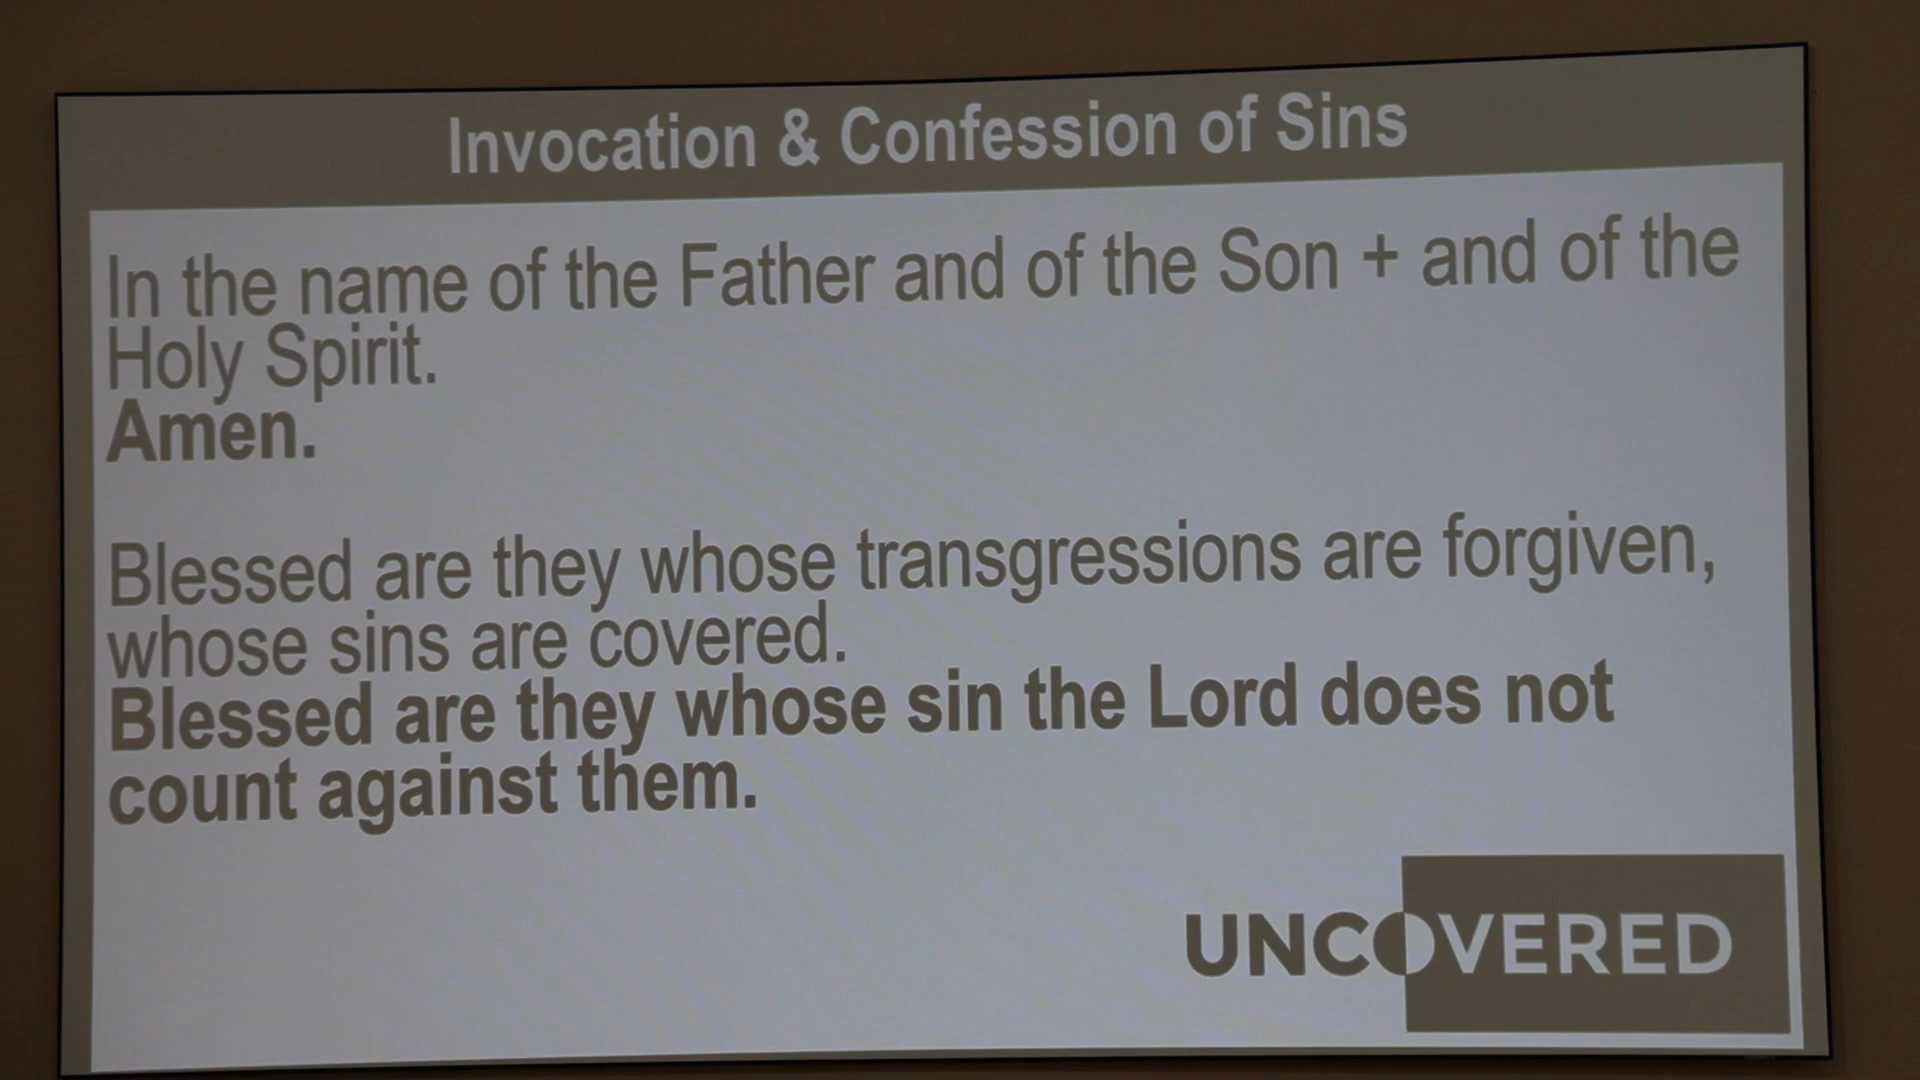 Invocation & Confession of Sins
In the name of the Father and of the Son + and of the
Holy Spirit.
Amen.
Blessed are they whose transgressions are forgiven,
whose sins are covered.
Blessed are they whose sin the Lord does not
count against them.
UNCOVERED